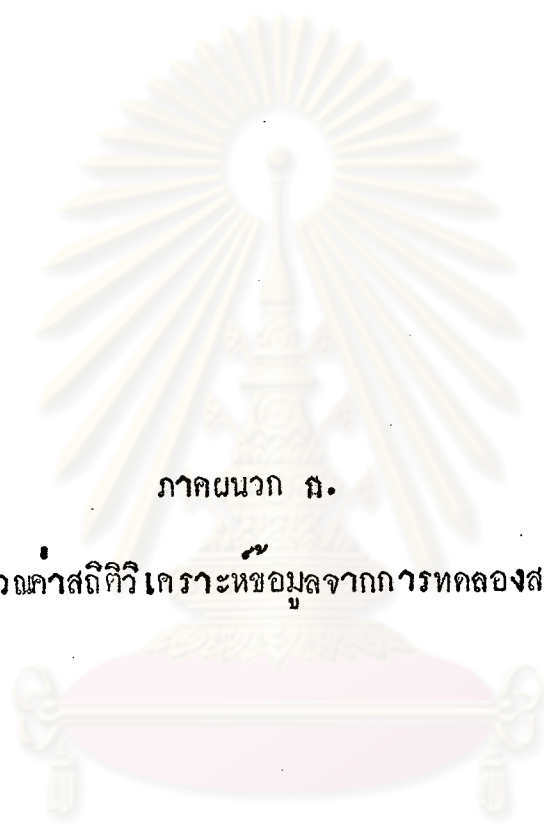 ภาคผนวก ก.
วณค่าสถิติวิเคราะห์ข้อมูลจากการทดลองส